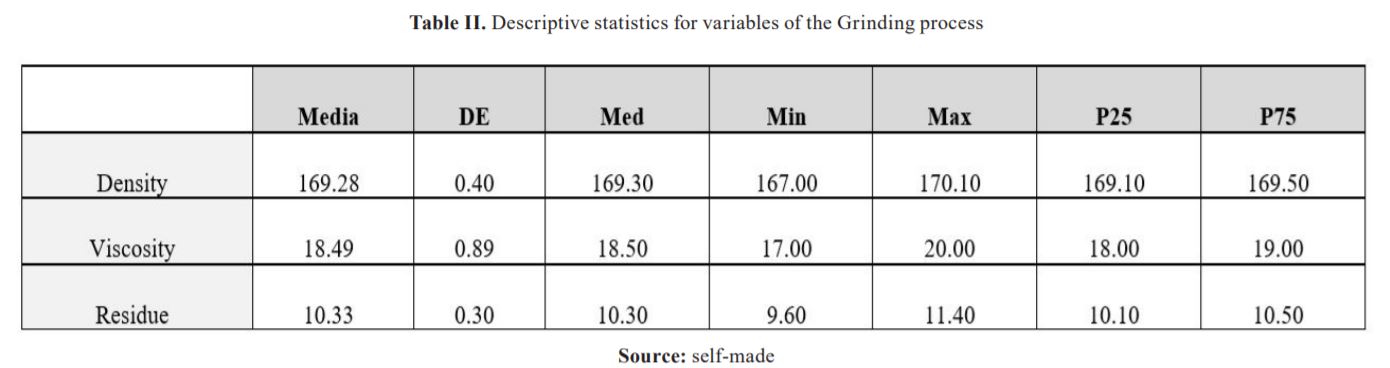 Table II. Descriptive statistics for variables of the Grinding process
Media DE Med Min Max P25 P75
Density 169.28 0.40 169.30 167.00 170.10 169.10 169.50
Viscosity 18.49 0.89 18.50 17.00 20.00 18.00 19.00
Residue 10.33 0.30 10.30 9.60 11.40 10.10 10.50
Source: self-made